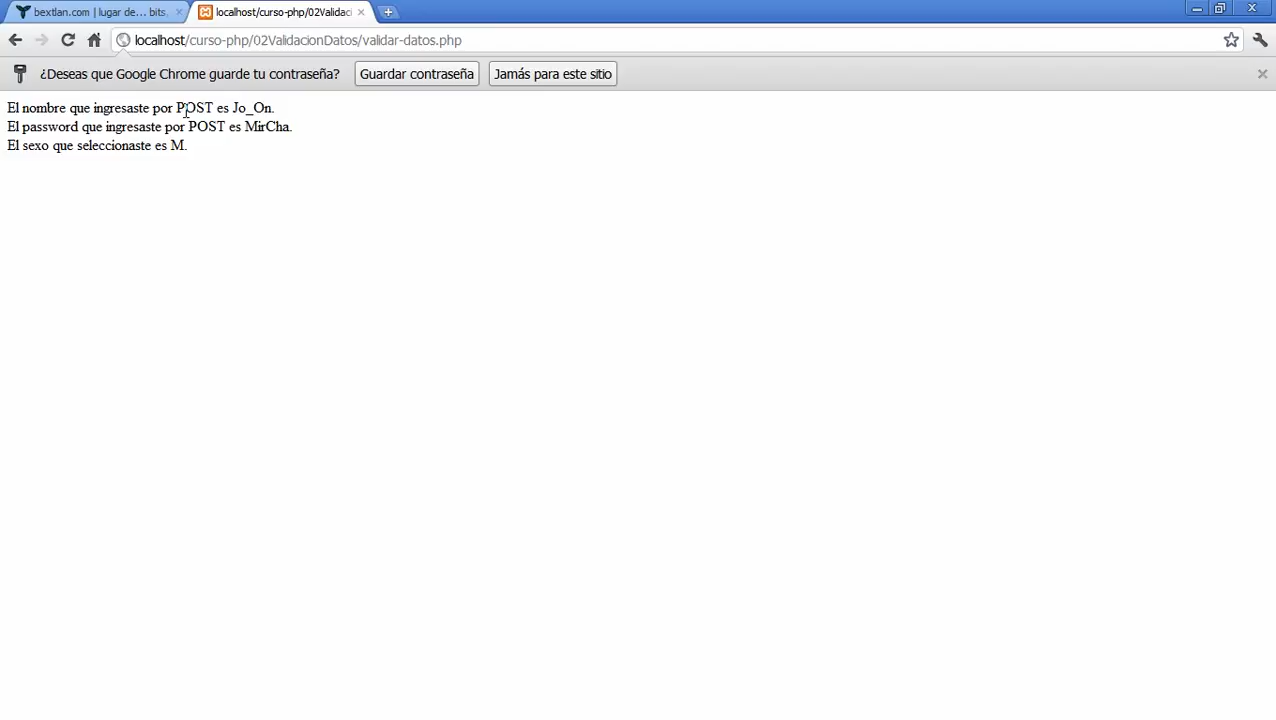 bextlan.com | lugar de... bits,
localhost/curso-php/02Validaci
localhost/curso-php/02ValidacionDatos/validar-datos.php
¿Deseas que Google Chrome guarde tu contraseña? Guardar contraseña Jamás para este sitio
El nombre que ingresaste por POST es Jo_On.
El password que ingresaste por POST es MirCha.
El sexo que seleccionaste es M.